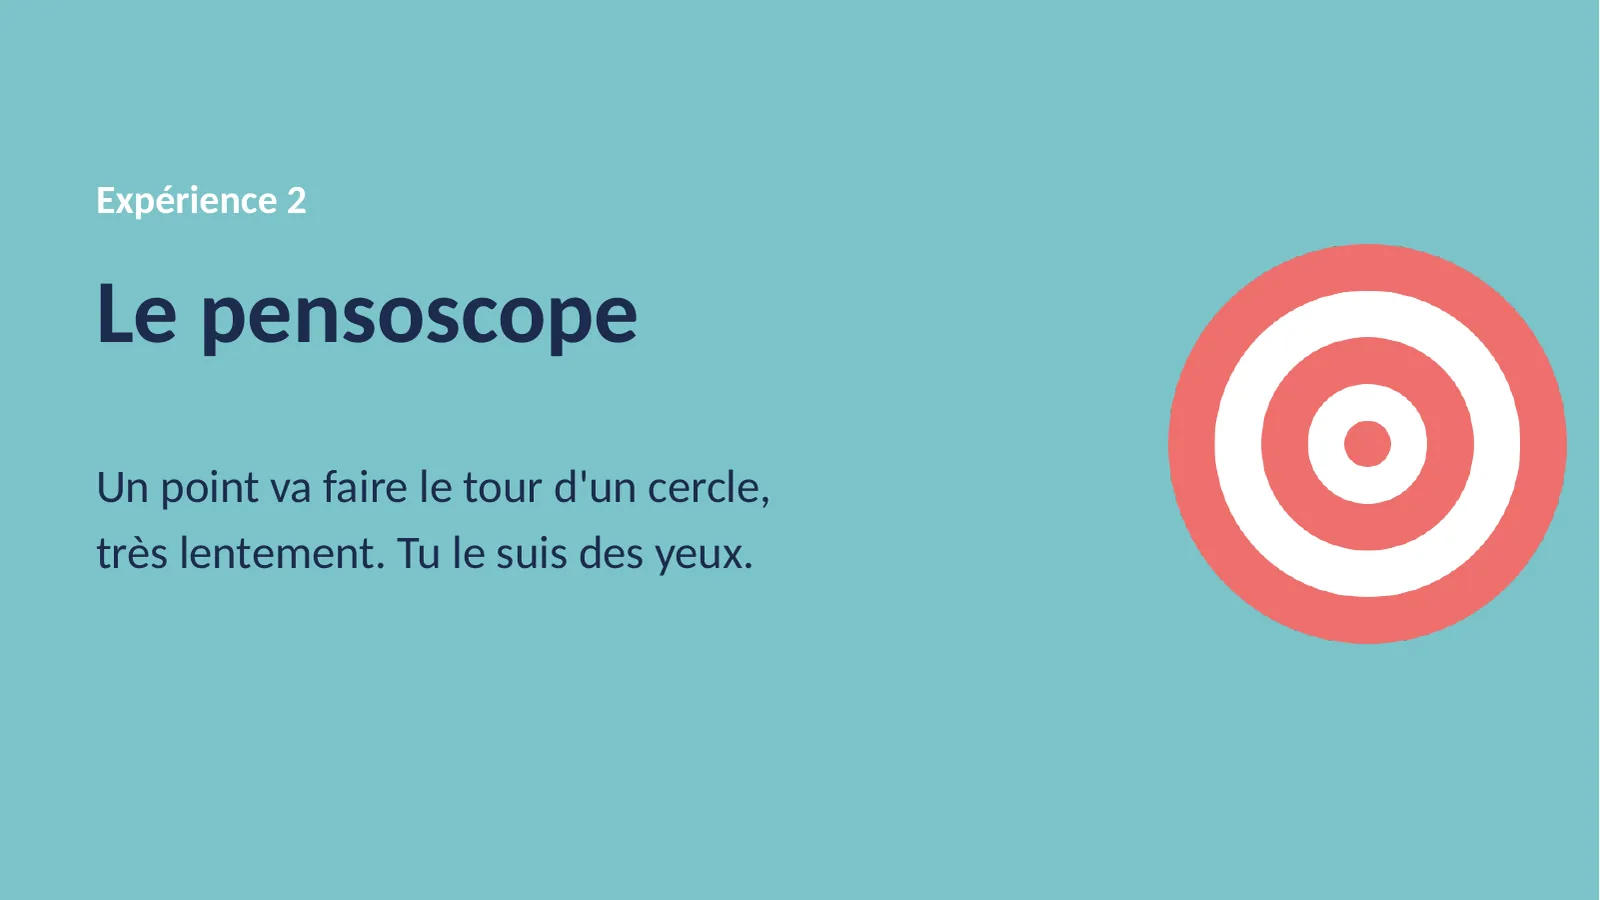 Expérience 2
Le pensoscope
Un point va faire le tour d'un cercle,
très lentement. Tu le suis des yeux.